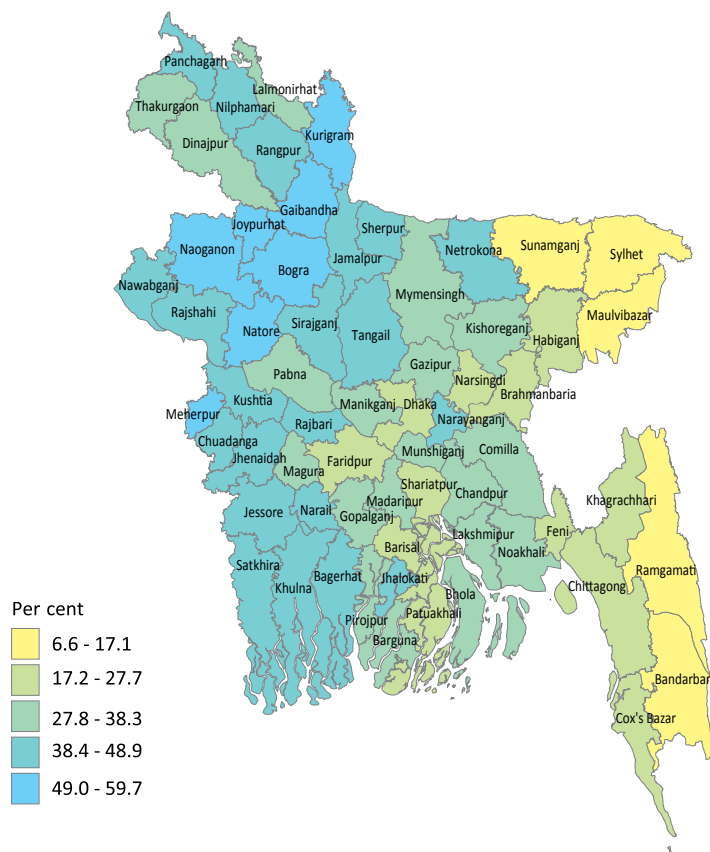 Panchagarh
Lalmonirhat
Thakurgaon
Nilphamari
Kurigram
Dinajpur
Rangpur
Gaibandha
Joypurhat
Sherpur
Naoganon
Netrokona
Sunamganj
Sylhet
Jamalpur
Bogra
Nawabganj
Mymensingh
Rajshahi
Maulvibazar
Sirajganj
Natore
Tangail
Kishoreganj
Habiganj
Gazipur
Pabna
Narsingdi
Brahmanbaria
Kushtia
Manikganj
Dhaka
Meherpur
Rajbari
Narayanganj
Chuadanga
Jhenaidah
Faridpur
Munshiganj
Comilla
Magura
Shariatpur
Chandpur
Khagrachhari
Madaripur
Jessore
Narail
Gopalganj
Lakshmipur
Feni
Barisal
Noakhali
Satkhira
Ramgamati
Bagerhat
Jhalokati
Khulna
Chittagong
Bhola
Patuakhali
Pirojpur
Barguna
Bandarbar
Cox's Bazar
Per cent
6.6 - 17.1
17.2 - 27.7
27.8 - 38.3
38.4 - 48.9
49.0 - 59.7